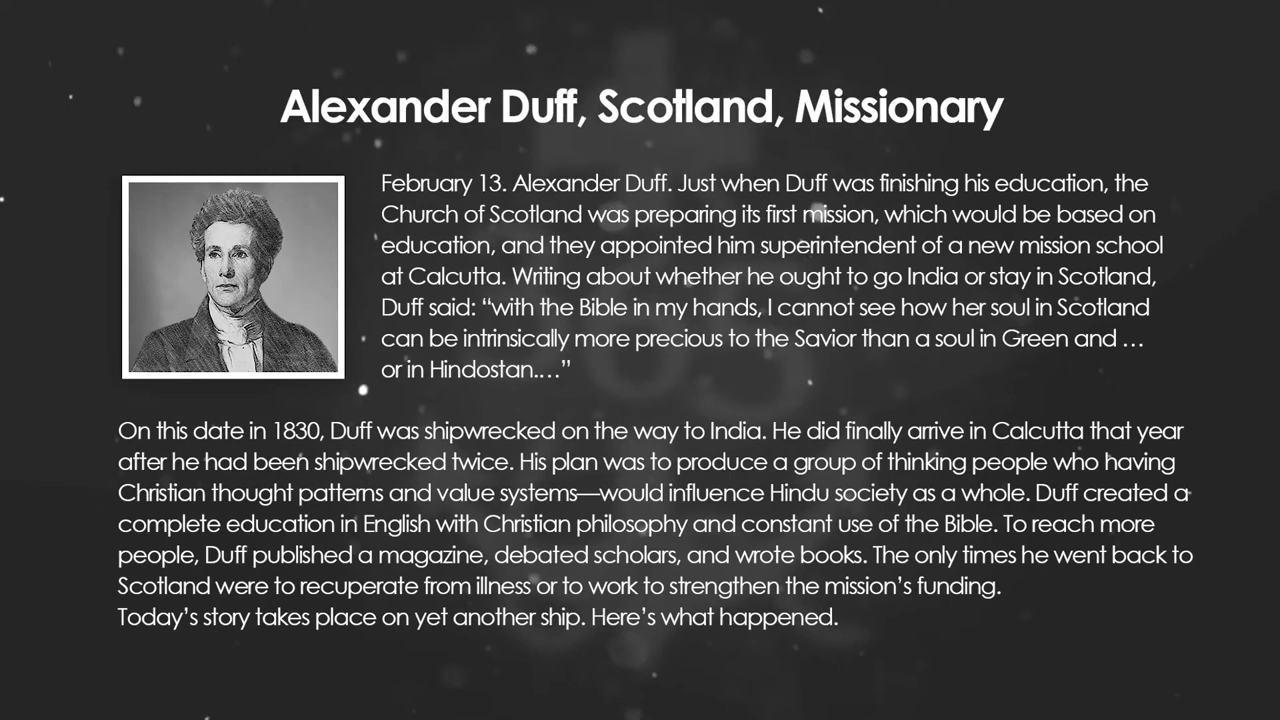 Alexander Duff, Scotland, Missionary
February 13. Alexander Duff. Just when Duff was finishing his education, the
Church of Scotland was preparing its first mission, which would be based on
education, and they appointed him superintendent of a new mission school
at Calcutta. Writing about whether he ought to go India or stay in Scotland,
Duff said: “with the Bible in my hands, I cannot see how her soul in Scotland
can be intrinsically more precious to the Savior than a soul in Green and …
or in Hindostan.…”
On this date in 1830, Duff was shipwrecked on the way to India. He did finally arrive in Calcutta that year
after he had been shipwrecked twice. His plan was to produce a group of thinking people who having
Christian thought patterns and value systems—would influence Hindu society as a whole. Duff created a
complete education in English with Christian philosophy and constant use of the Bible. To reach more
people, Duff published a magazine, debated scholars, and wrote books. The only times he went back to
Scotland were to recuperate from illness or to work to strengthen the mission’s funding.
Today’s story takes place on yet another ship. Here’s what happened.